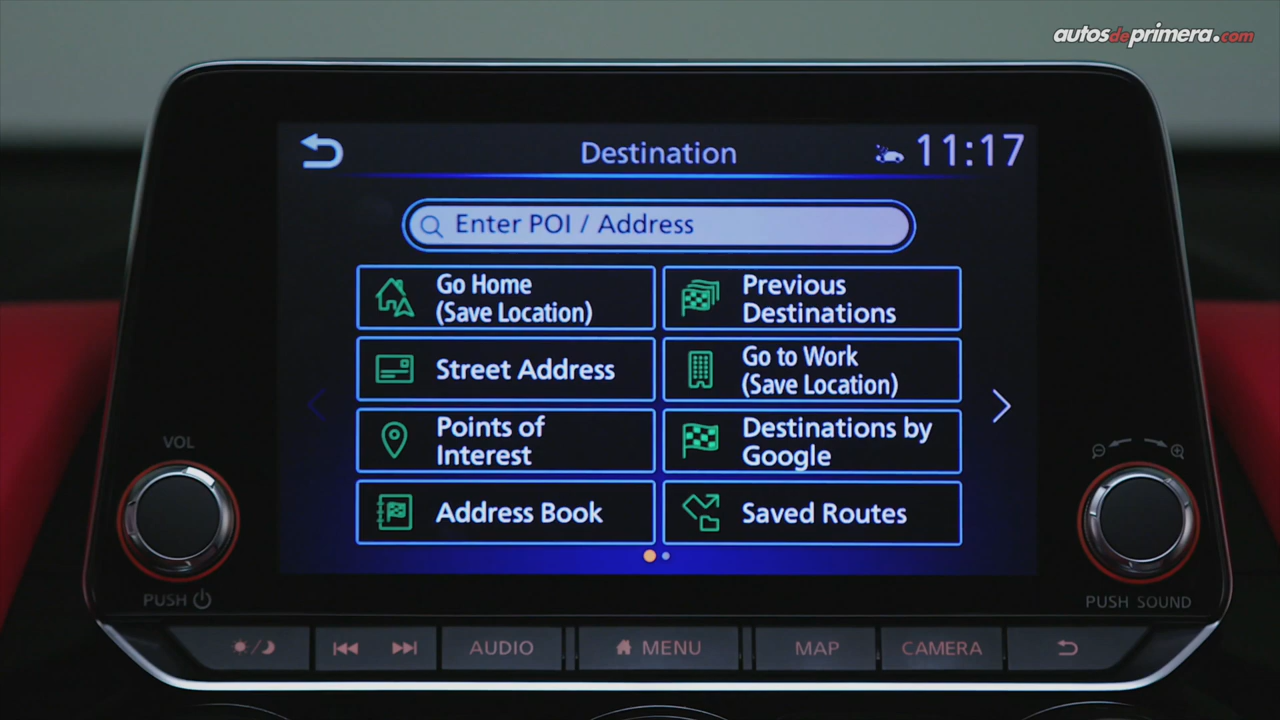 autosdeprimera.com
Destination
11:17
Enter POI / Address
Go Home
(Save Location)
Previous
Destinations
Street Address
Go to Work
(Save Location)
Points of
Interest
Destinations by
Google
Address Book
Saved Routes
VOL
PUSH
PUSH SOUND
AUDIO
MENU
MAP
CAMERA